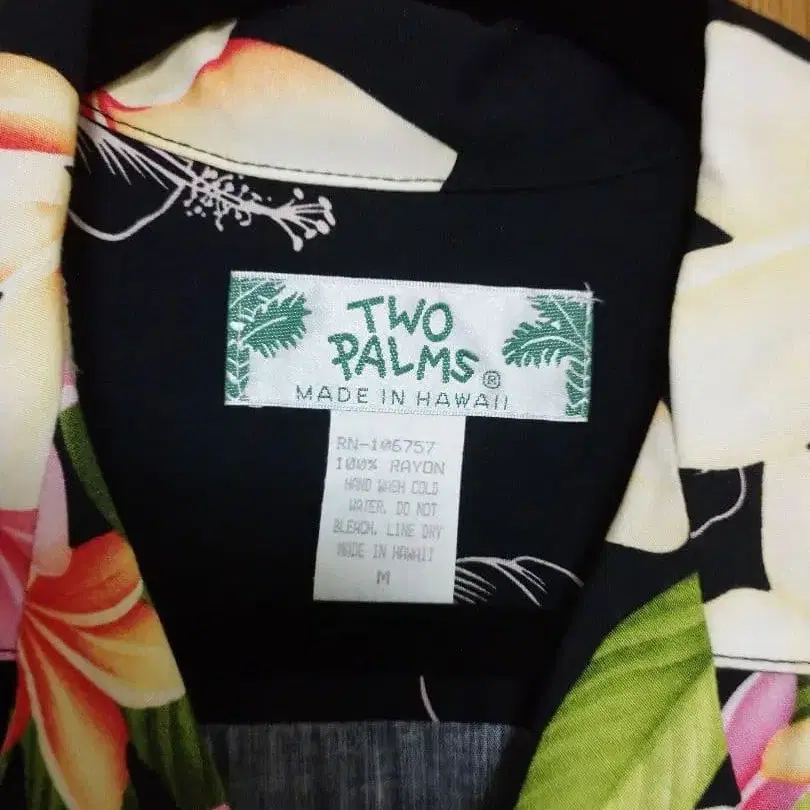 TWO
PALMS®
MADE IN HAWAII
RN-106757
100% RAYON
HAND WASH COLD
WATER. DO NOT
BLEACH. LINE DRY
MADE IN HAWAII
M